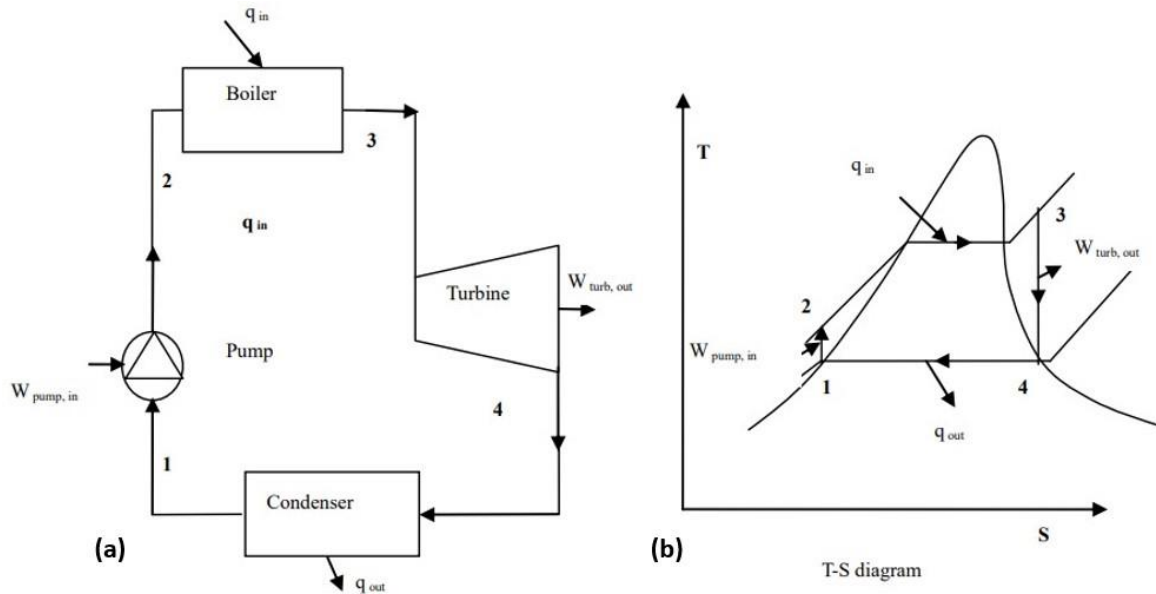 q in
Boiler
3
2
q in
Turbine
W turb, out
Pump
W pump, in
4
1
Condenser
(a)
q out
T
q in
3
W turb, out
2
W pump, in
1
4
q out
(b)
S
T-S diagram